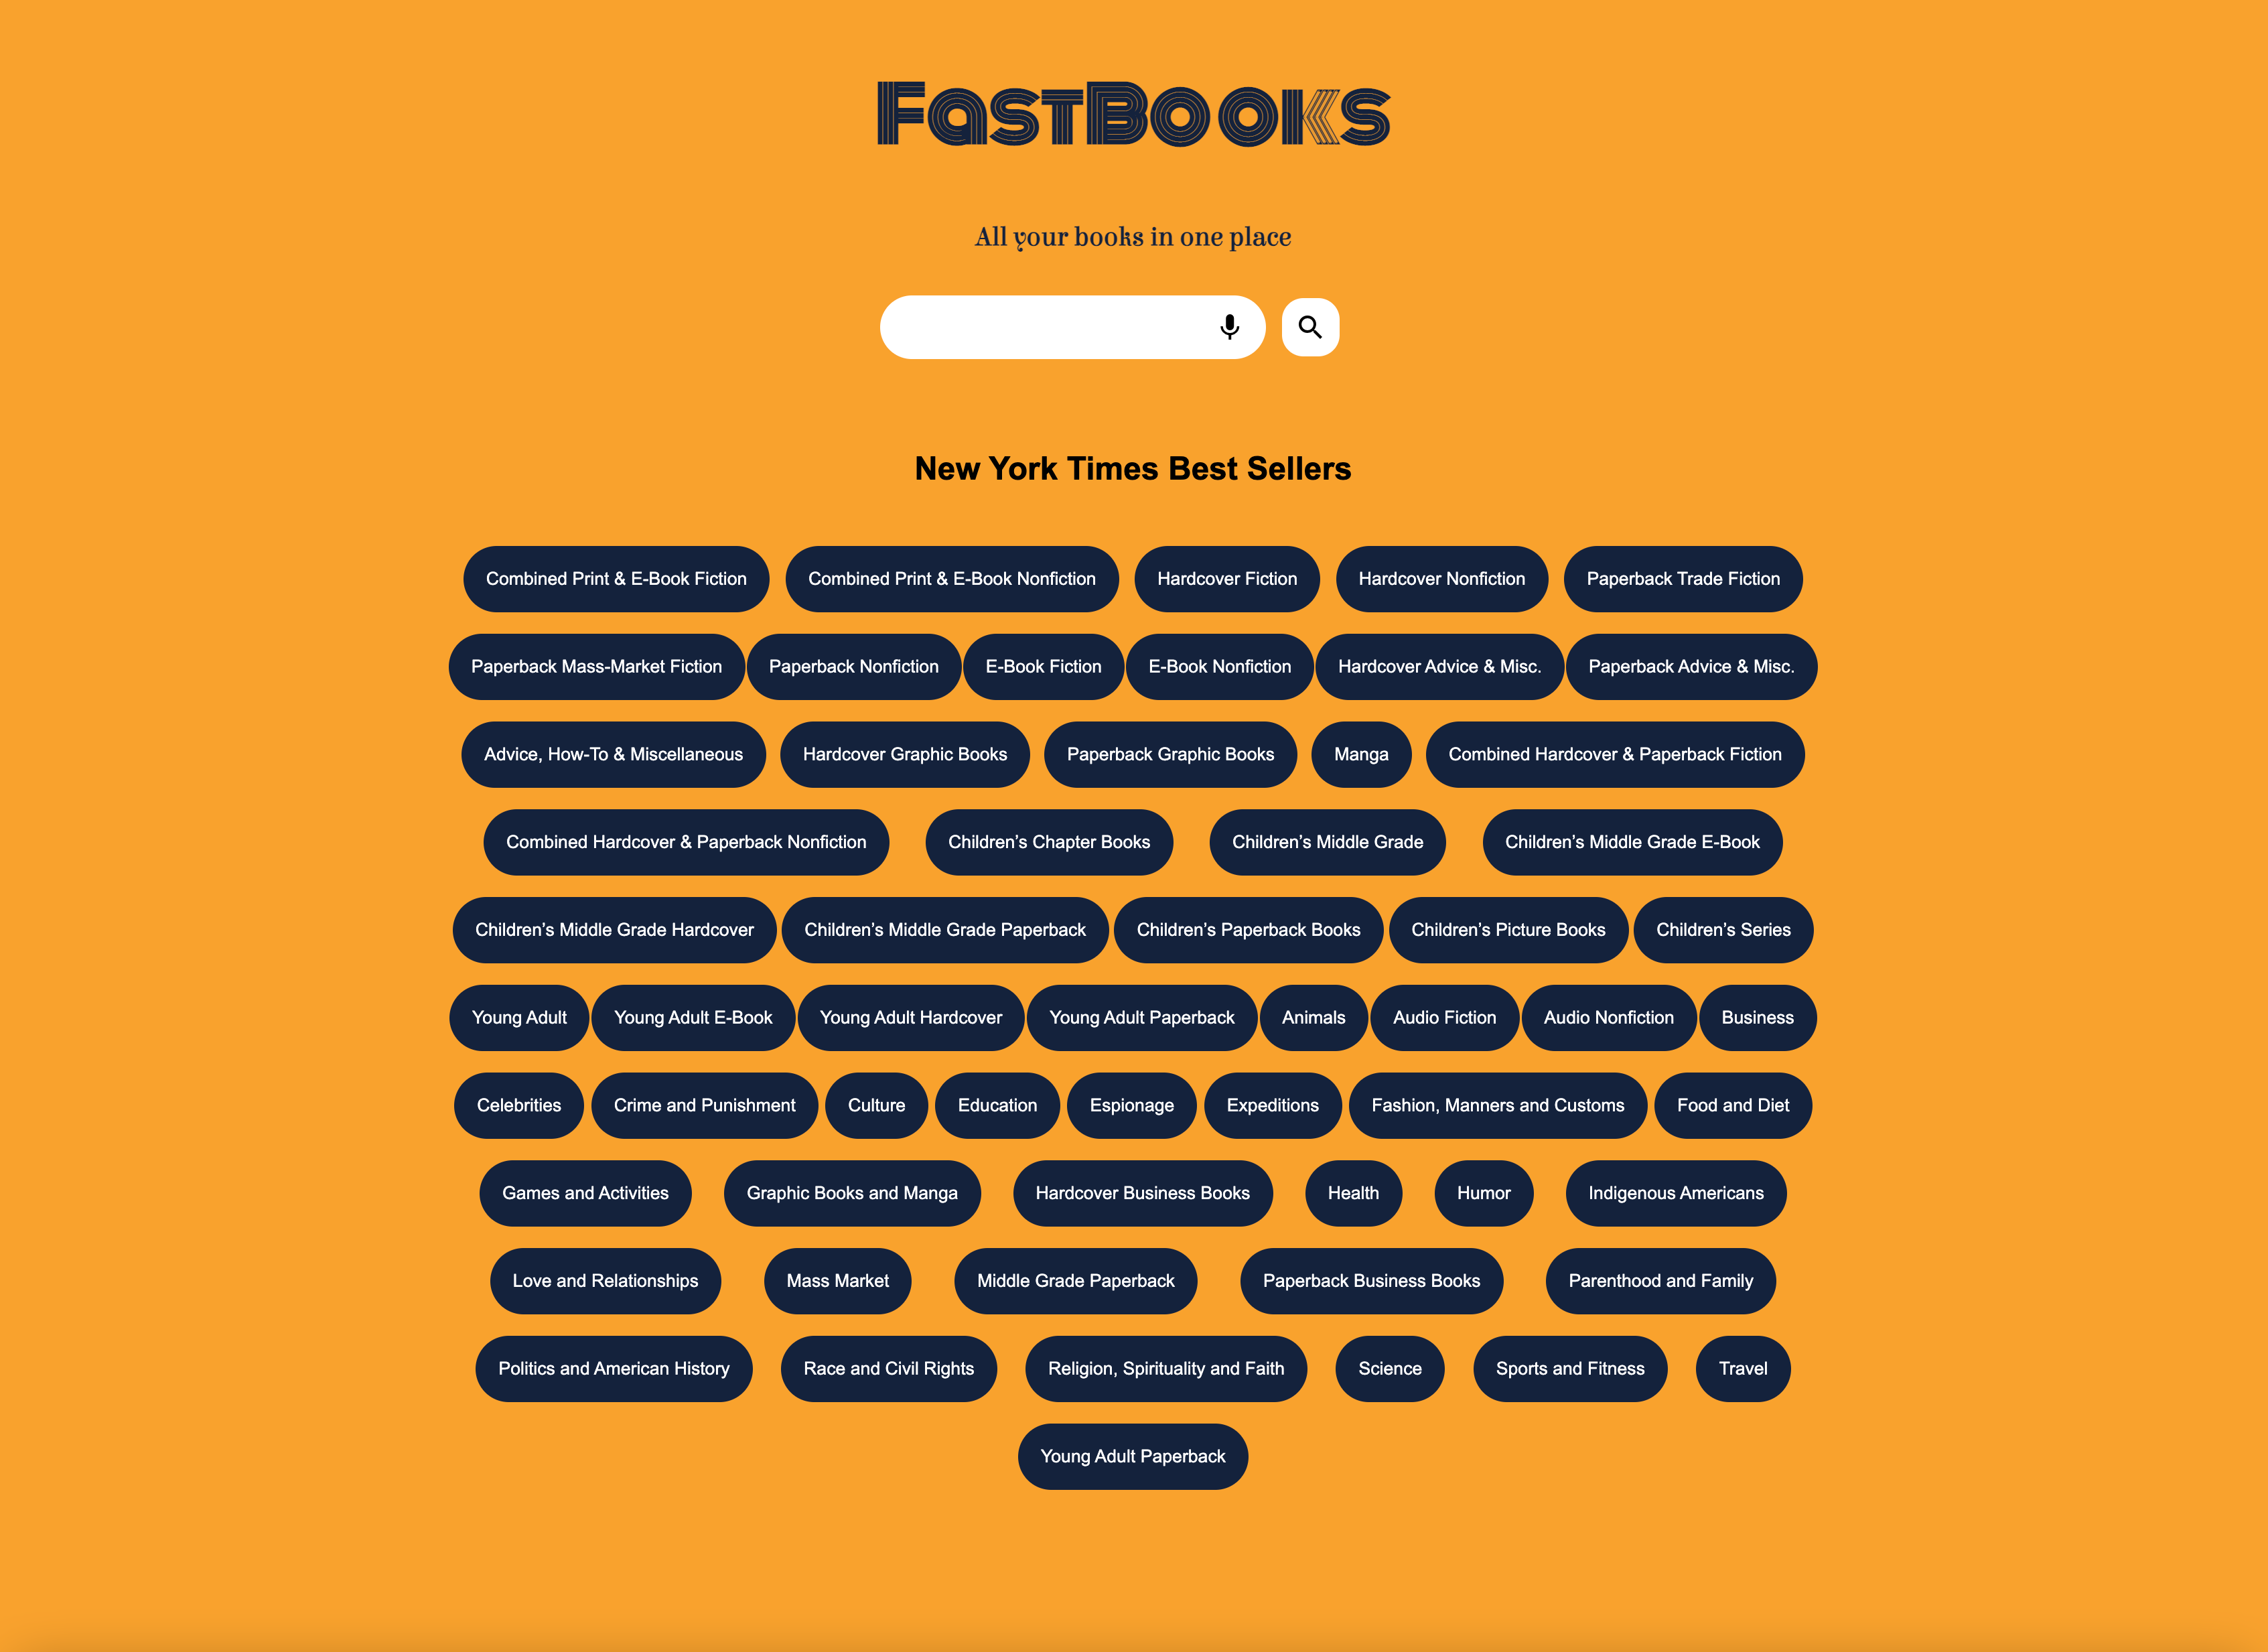 FastBooks
All your books in one place
New York Times Best Sellers
Combined Print & E-Book Fiction Combined Print & E-Book Nonfiction Hardcover Fiction Hardcover Nonfiction Paperback Trade Fiction
Paperback Mass-Market Fiction Paperback Nonfiction E-Book Fiction E-Book Nonfiction Hardcover Advice & Misc. Paperback Advice & Misc.
Advice, How-To & Miscellaneous Hardcover Graphic Books Paperback Graphic Books Manga Combined Hardcover & Paperback Fiction
Combined Hardcover & Paperback Nonfiction Children’s Chapter Books Children’s Middle Grade Children’s Middle Grade E-Book
Children’s Middle Grade Hardcover Children’s Middle Grade Paperback Children’s Paperback Books Children’s Picture Books Children’s Series
Young Adult Young Adult E-Book Young Adult Hardcover Young Adult Paperback Animals Audio Fiction Audio Nonfiction Business
Celebrities Crime and Punishment Culture Education Espionage Expeditions Fashion, Manners and Customs Food and Diet
Games and Activities Graphic Books and Manga Hardcover Business Books Health Humor Indigenous Americans
Love and Relationships Mass Market Middle Grade Paperback Paperback Business Books Parenthood and Family
Politics and American History Race and Civil Rights Religion, Spirituality and Faith Science Sports and Fitness Travel
Young Adult Paperback